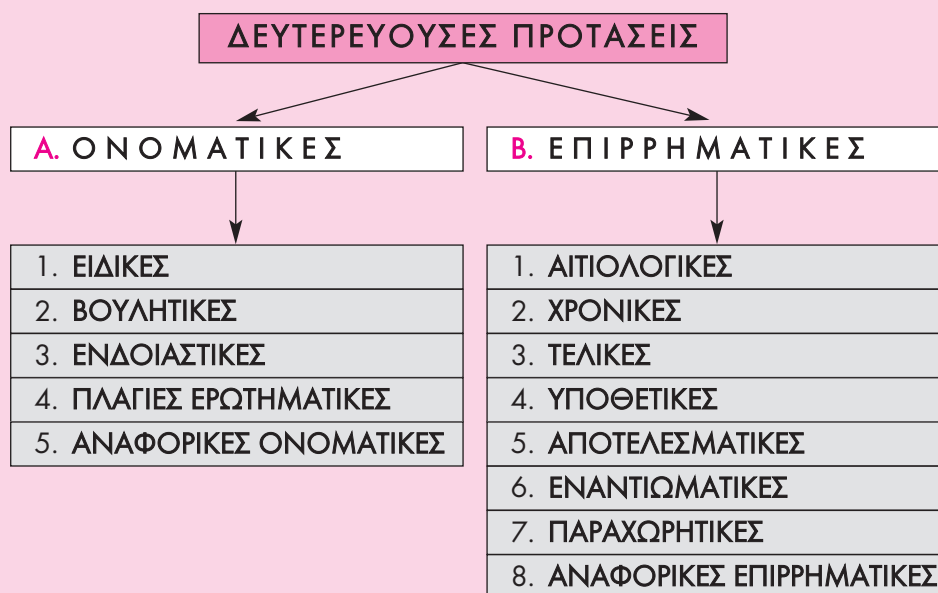 ΔΕΥΤΕΡΕΥΟΥΣΕΣ ΠΡΟΤΑΣΕΙΣ
Α. ΟΝΟΜΑΤΙΚΕΣ
1. ΕΙΔΙΚΕΣ
2. ΒΟΥΛΗΤΙΚΕΣ
3. ΕΝΔΟΙΑΣΤΙΚΕΣ
4. ΠΛΑΓΙΕΣ ΕΡΩΤΗΜΑΤΙΚΕΣ
5. ΑΝΑΦΟΡΙΚΕΣ ΟΝΟΜΑΤΙΚΕΣ
Β. ΕΠΙΡΡΗΜΑΤΙΚΕΣ
1. ΑΙΤΙΟΛΟΓΙΚΕΣ
2. ΧΡΟΝΙΚΕΣ
3. ΤΕΛΙΚΕΣ
4. ΥΠΟΘΕΤΙΚΕΣ
5. ΑΠΟΤΕΛΕΣΜΑΤΙΚΕΣ
6. ΕΝΑΝΤΙΩΜΑΤΙΚΕΣ
7. ΠΑΡΑΧΩΡΗΤΙΚΕΣ
8. ΑΝΑΦΟΡΙΚΕΣ ΕΠΙΡΡΗΜΑΤΙΚΕΣ